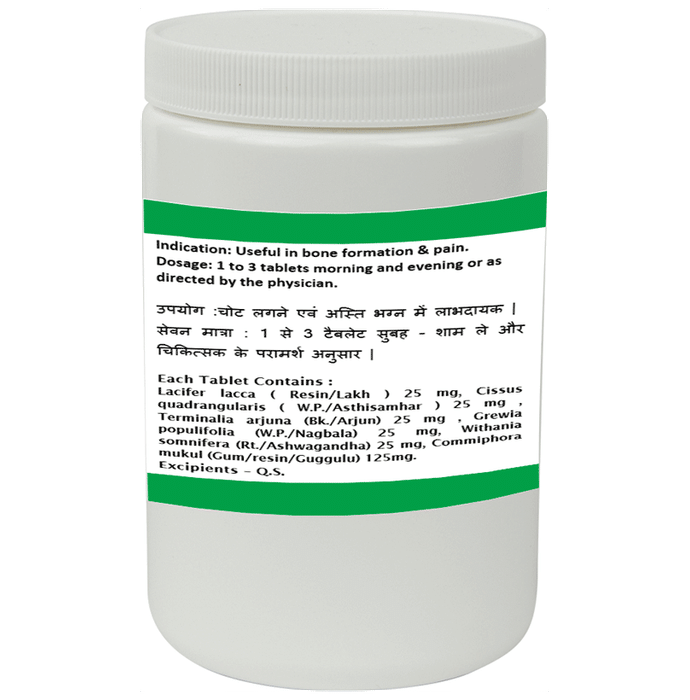 Indication: Useful in bone formation & pain.
Dosage: 1 to 3 tablets morning and evening or as
directed by the physician.
उपयोग :चोट लगने एवं अस्ति भग्न में लाभदायक |
सेवन मात्रा : 1 से 3 टैबलेट सुबह - शाम ले और
चिकित्सक के परामर्श अनुसार |
Each Tablet Contains :
Lacifer lacca ( Resin/Lakh ) 25 mg, Cissus
quadrangularis ( W.P./Asthisamhar ) 25 mg ,
Terminalia arjuna (Bk./Arjun) 25 mg , Grewia
populifolia (W.P./Nagbala) 25 mg, Withania
somnifera (Rt./Ashwagandha) 25 mg, Commiphora
mukul (Gum/resin/Guggulu) 125mg.
Excipients - Q.S.